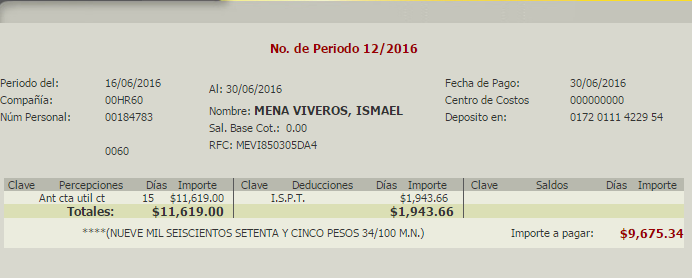 No. de Periodo 12/2016
Periodo del: 16/06/2016 Al: 30/06/2016 Fecha de Pago: 30/06/2016
Compañía: 00HR60 Nombre: MENA VIVEROS, ISMAEL Centro de Costos 000000000
Núm Personal: 00184783 Sal. Base Cot.: 0.00 Deposito en: 0172 0111 4229 54
0060 RFC: MEVI850305DA4
Clave Percepciones Días Importe Clave Deducciones Días Importe Clave Saldos Días Importe
Ant cta util ct 15 $11,619.00 I.S.P.T. $1,943.66
Totales: $11,619.00 $1,943.66
****(NUEVE MIL SEISCIENTOS SETENTA Y CINCO PESOS 34/100 M.N.) Importe a pagar: $9,675.34